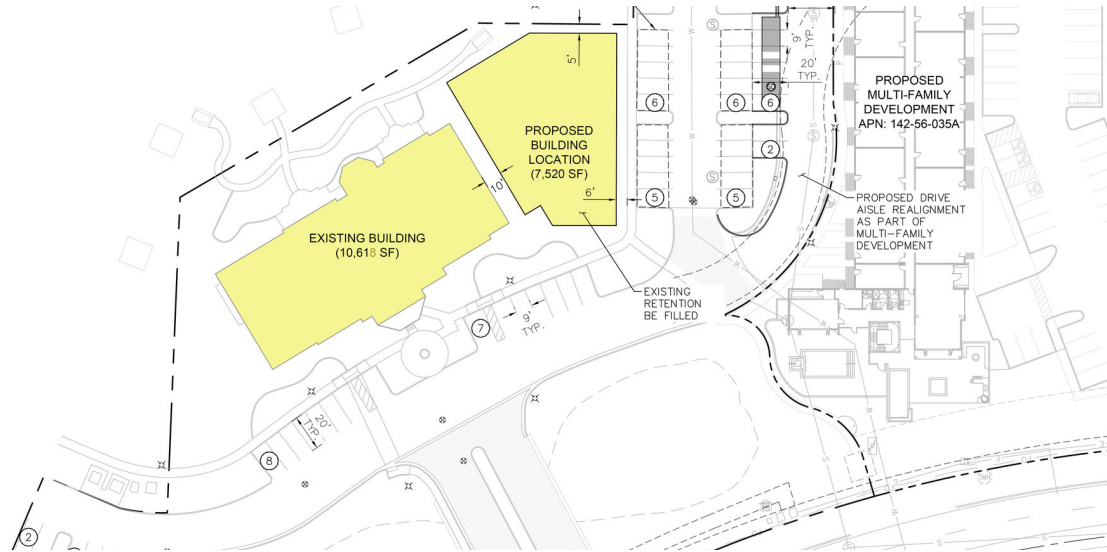 5'
9'
TYP.
20'
TYP.
6
6
6
PROPOSED
MULTI-FAMILY
DEVELOPMENT
APN: 142-56-035A
PROPOSED
BUILDING
LOCATION
(7,520 SF)
2
10'
6'
5
5
PROPOSED DRIVE
AISLE REALIGNMENT
AS PART OF
MULTI-FAMILY
DEVELOPMENT
EXISTING BUILDING
(10,618 SF)
EXISTING
RETENTION
BE FILLED
7
9'
TYP.
20'
TYP.
8
2